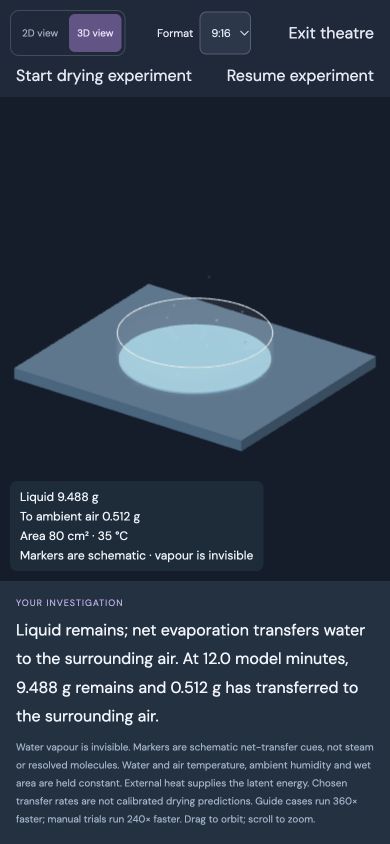 2D view 3D view Format 9:16 Exit theatre
Start drying experiment Resume experiment
Liquid 9.488 g
To ambient air 0.512 g
Area 80 cm² · 35 °C
Markers are schematic · vapour is invisible
YOUR INVESTIGATION
Liquid remains; net evaporation transfers water
to the surrounding air. At 12.0 model minutes,
9.488 g remains and 0.512 g has transferred to
the surrounding air.
Water vapour is invisible. Markers are schematic net-transfer cues, not steam
or resolved molecules. Water and air temperature, ambient humidity and wet
area are held constant. External heat supplies the latent energy. Chosen
transfer rates are not calibrated drying predictions. Guide cases run 360×
faster; manual trials run 240× faster. Drag to orbit; scroll to zoom.